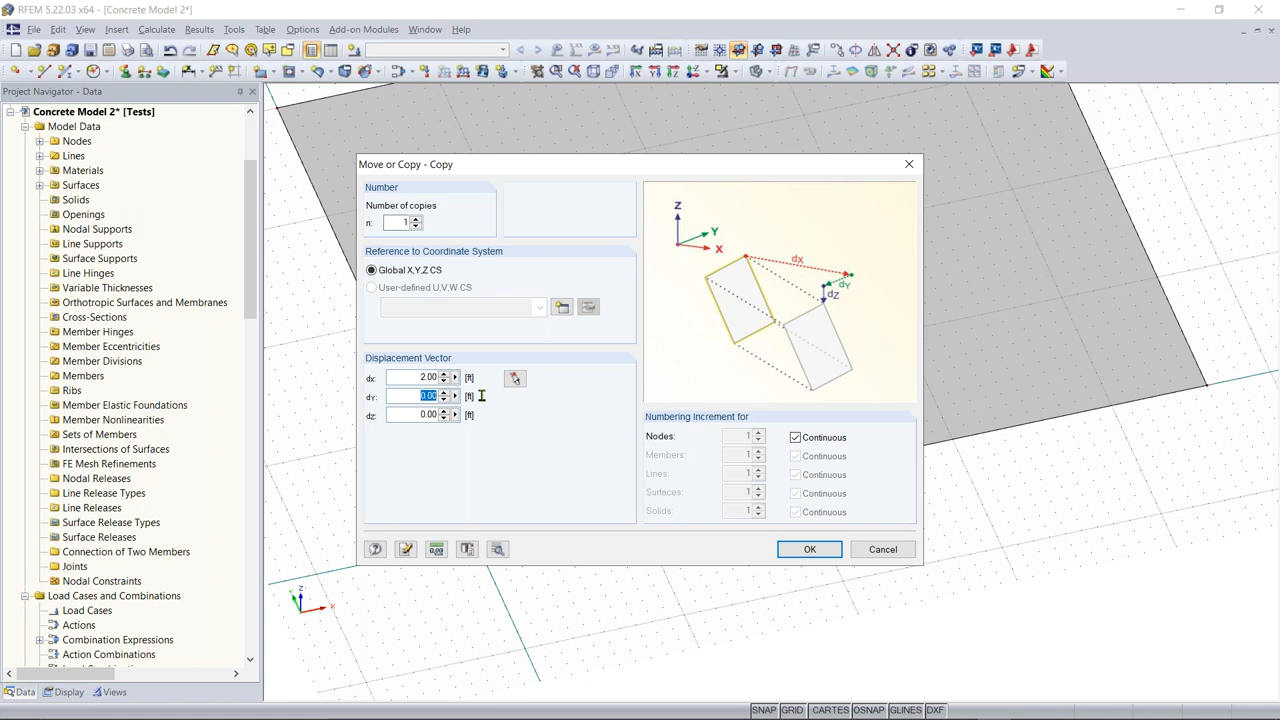 RFEM 5.22.03 x64 - [Concrete Model 2*]
File Edit View Insert Calculate Results Tools Table Options Add-on Modules Window Help
Project Navigator - Data
Concrete Model 2* [Tests]
Model Data
Nodes
Lines
Materials
Surfaces
Solids
Openings
Nodal Supports
Line Supports
Surface Supports
Line Hinges
Variable Thicknesses
Orthotropic Surfaces and Membranes
Cross-Sections
Member Hinges
Member Eccentricities
Member Divisions
Members
Ribs
Member Elastic Foundations
Member Nonlinearities
Sets of Members
Intersections of Surfaces
FE Mesh Refinements
Nodal Releases
Line Release Types
Line Releases
Surface Release Types
Surface Releases
Connection of Two Members
Joints
Nodal Constraints
Load Cases and Combinations
Load Cases
Actions
Combination Expressions
Action Combinations
Data Display Views
Move or Copy - Copy
Number
Number of copies
n: 1
Reference to Coordinate System
Global X,Y,Z CS
User-defined U,V,W CS
Displacement Vector
dX: 2.00 [ft]
dY: 0.00 [ft]
dZ: 0.00 [ft]
Z
Y
X
dX
dY
dZ
Numbering Increment for
Nodes: 1 Continuous
Members: 1 Continuous
Lines: 1 Continuous
Surfaces: 1 Continuous
Solids: 1 Continuous
OK Cancel
Z
Y
X
SNAP GRID CARTES OSNAP GLINES DXF